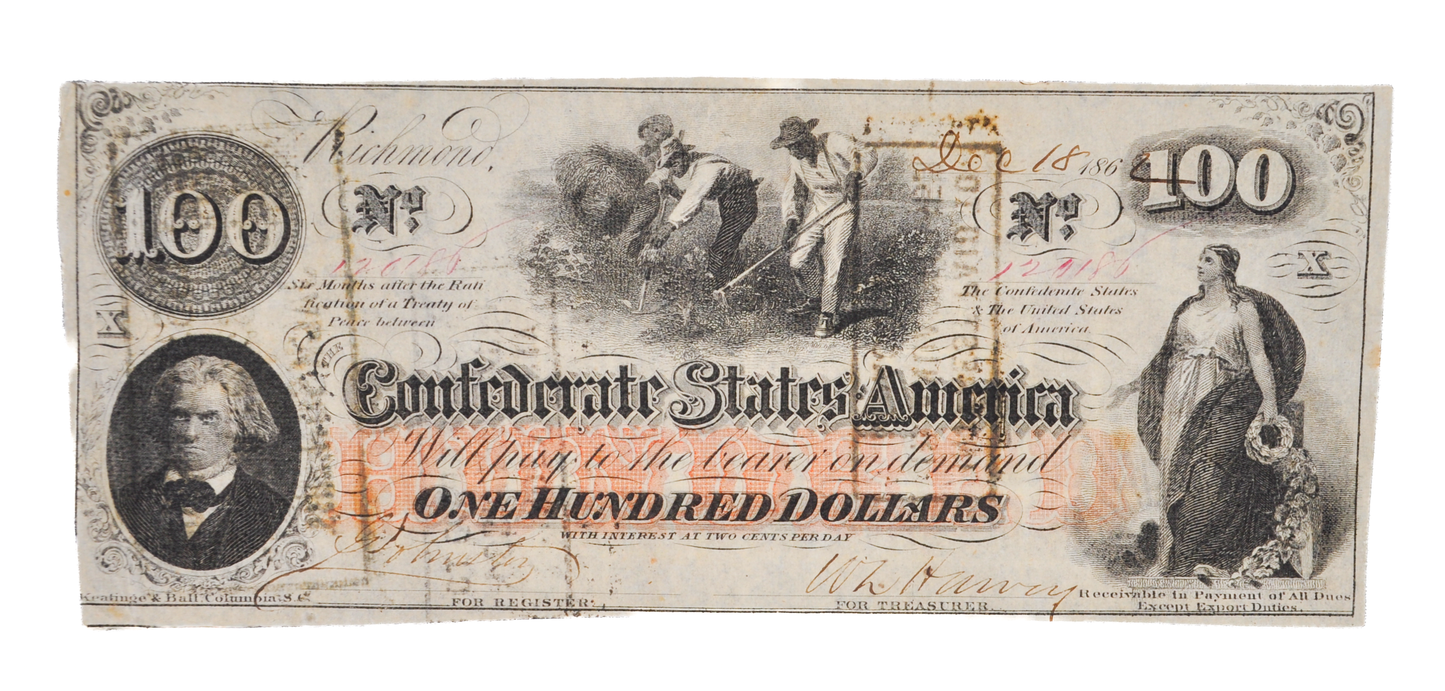 Richmond,
Dec 18 1862
100
100
No
No
X
X
Six Months after the Rati
fication of a Treaty of
Peace between
The Confederate States
& The United States
of America
THE
Confederate States America
Will pay to the bearer on demand
ONE HUNDRED DOLLARS
WITH INTEREST AT TWO CENTS PER DAY
Keatinge & Ball, Columbia, S.C.
FOR REGISTER.
FOR TREASURER.
Receivable in Payment of All Dues
Except Export Duties.